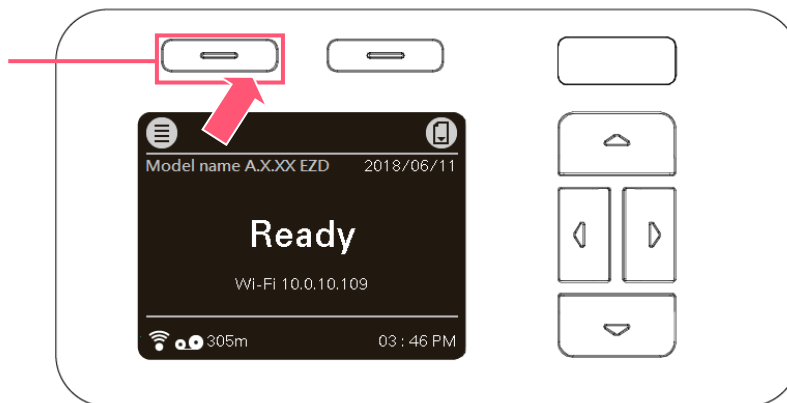 Model name A.X.XX EZD 2018/06/11
Ready
Wi-Fi 10.0.10.109
305m 03 : 46 PM